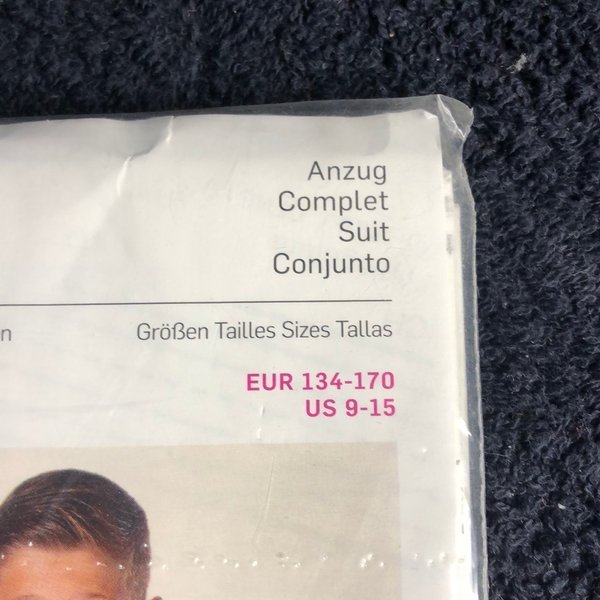 Anzug
Complet
Suit
Conjunto
n Größen Tailles Sizes Tallas
EUR 134-170
US 9-15